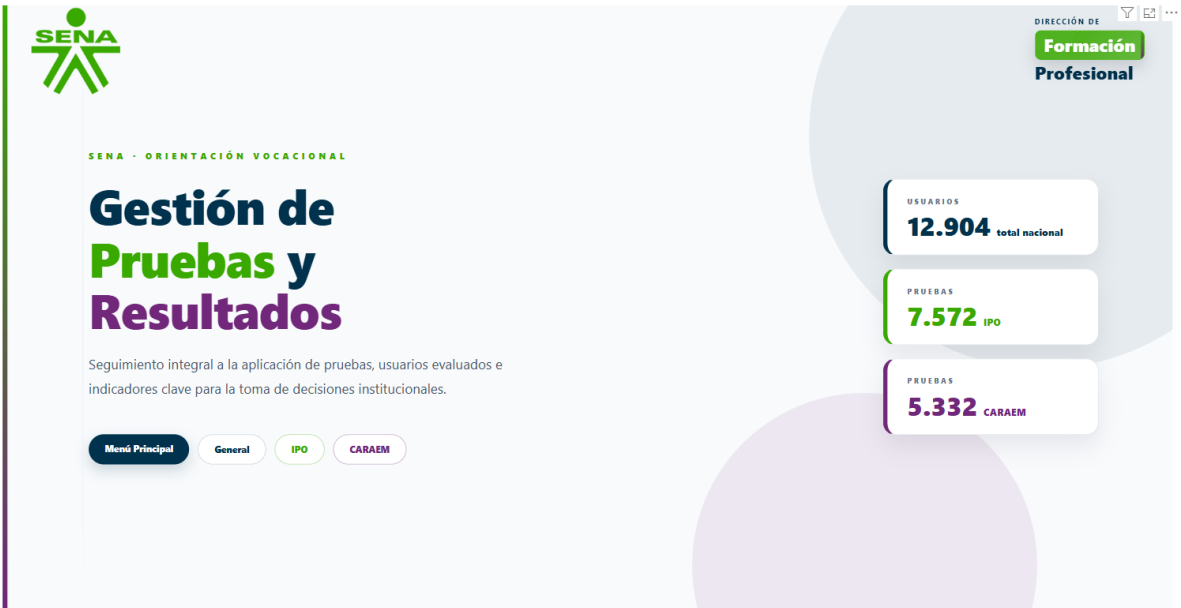 SENA
DIRECCIÓN DE
Formación
Profesional
SENA · ORIENTACIÓN VOCACIONAL
Gestión de
Pruebas y
Resultados
Seguimiento integral a la aplicación de pruebas, usuarios evaluados e
indicadores clave para la toma de decisiones institucionales.
Menú Principal
General
IPO
CARAEM
USUARIOS
12.904 total nacional
PRUEBAS
7.572 IPO
PRUEBAS
5.332 CARAEM